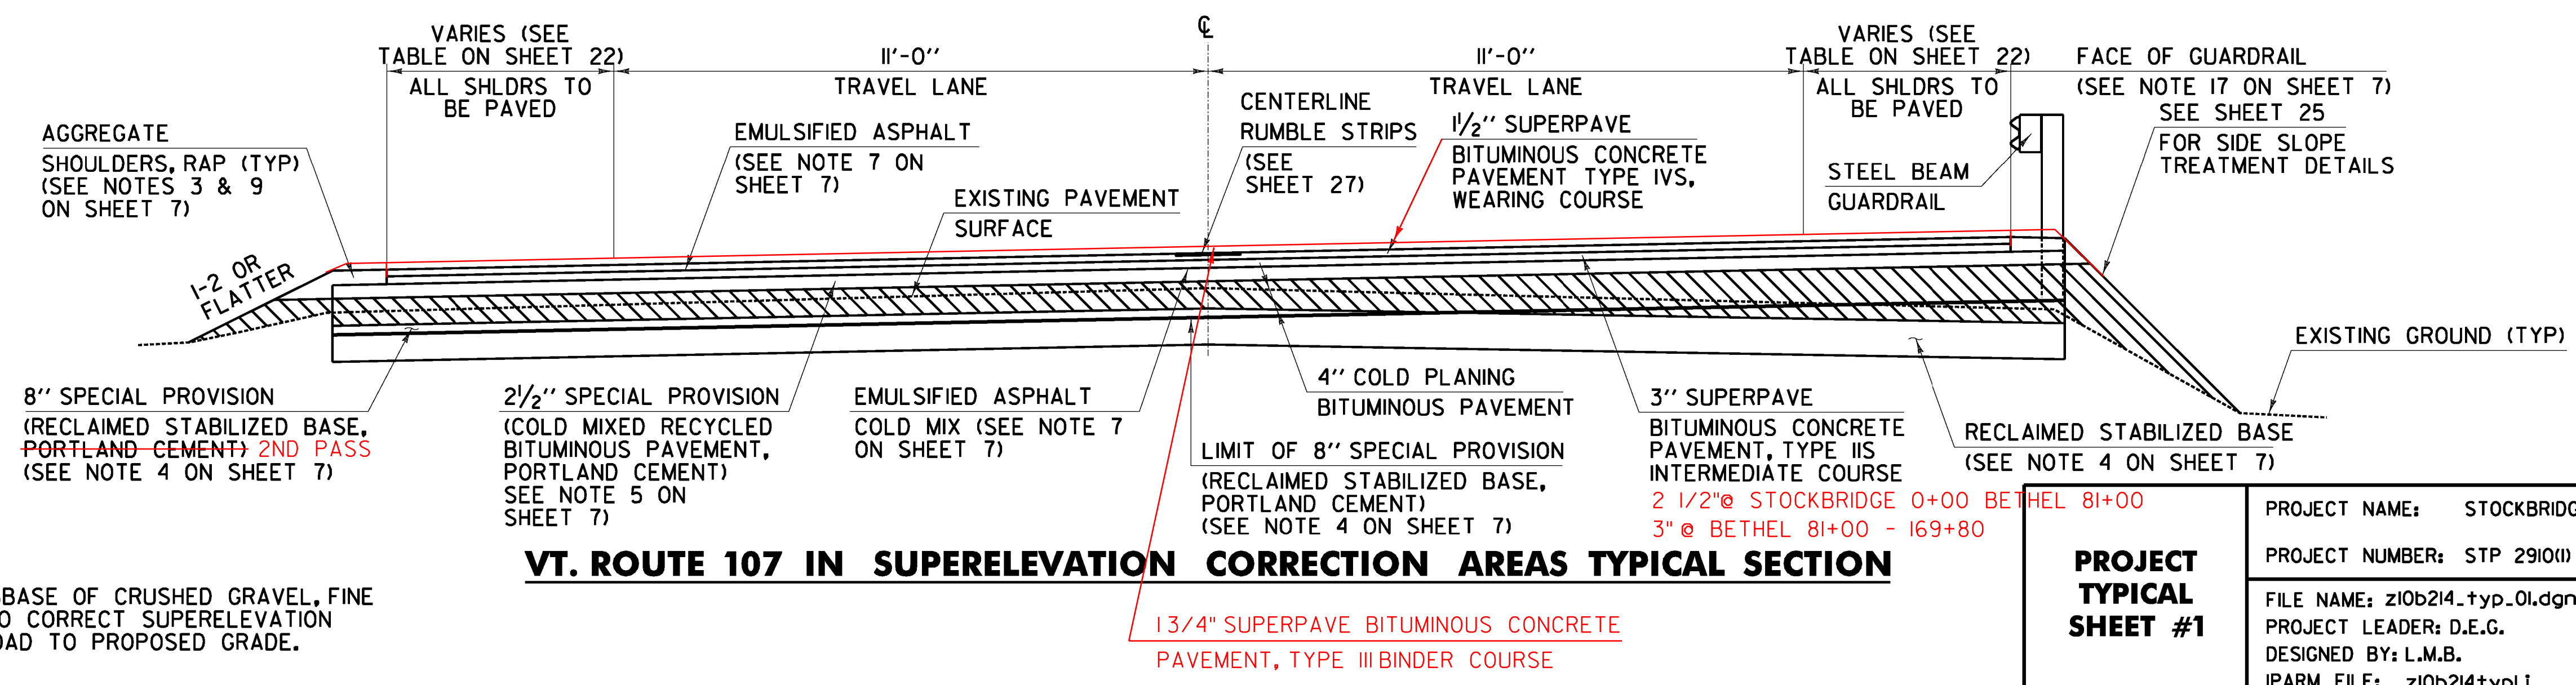 ℄
VARIES (SEE
TABLE ON SHEET 22)
ALL SHLDRS TO
BE PAVED
11'-0''
TRAVEL LANE
11'-0''
TRAVEL LANE
VARIES (SEE
TABLE ON SHEET 22)
ALL SHLDRS TO
BE PAVED
FACE OF GUARDRAIL
(SEE NOTE 17 ON SHEET 7)
SEE SHEET 25
FOR SIDE SLOPE
TREATMENT DETAILS
AGGREGATE
SHOULDERS, RAP (TYP)
(SEE NOTES 3 & 9
ON SHEET 7)
EMULSIFIED ASPHALT
(SEE NOTE 7 ON
SHEET 7)
EXISTING PAVEMENT
SURFACE
CENTERLINE
RUMBLE STRIPS
(SEE
SHEET 27)
1 1/2'' SUPERPAVE
BITUMINOUS CONCRETE
PAVEMENT TYPE IVS,
WEARING COURSE
STEEL BEAM
GUARDRAIL
1-2 OR
FLATTER
EXISTING GROUND (TYP)
8'' SPECIAL PROVISION
(RECLAIMED STABILIZED BASE,
PORTLAND CEMENT) 2ND PASS
(SEE NOTE 4 ON SHEET 7)
2 1/2'' SPECIAL PROVISION
(COLD MIXED RECYCLED
BITUMINOUS PAVEMENT,
PORTLAND CEMENT)
SEE NOTE 5 ON
SHEET 7)
EMULSIFIED ASPHALT
COLD MIX (SEE NOTE 7
ON SHEET 7)
4'' COLD PLANING
BITUMINOUS PAVEMENT
LIMIT OF 8'' SPECIAL PROVISION
(RECLAIMED STABILIZED BASE,
PORTLAND CEMENT)
(SEE NOTE 4 ON SHEET 7)
3'' SUPERPAVE
BITUMINOUS CONCRETE
PAVEMENT, TYPE IIS
INTERMEDIATE COURSE
2 1/2"@ STOCKBRIDGE 0+00 BETHEL 81+00
3" @ BETHEL 81+00 - 169+80
RECLAIMED STABILIZED BASE
(SEE NOTE 4 ON SHEET 7)
VT. ROUTE 107 IN SUPERELEVATION CORRECTION AREAS TYPICAL SECTION
BASE OF CRUSHED GRAVEL, FINE
O CORRECT SUPERELEVATION
OAD TO PROPOSED GRADE.
1 3/4" SUPERPAVE BITUMINOUS CONCRETE
PAVEMENT, TYPE III BINDER COURSE
PROJECT
TYPICAL
SHEET #1
PROJECT NAME: STOCKBRIDG
PROJECT NUMBER: STP 2910(1)
FILE NAME: z10b214_typ_01.dgn
PROJECT LEADER: D.E.G.
DESIGNED BY: L.M.B.
IPARM FILE: z10b214typ1.i